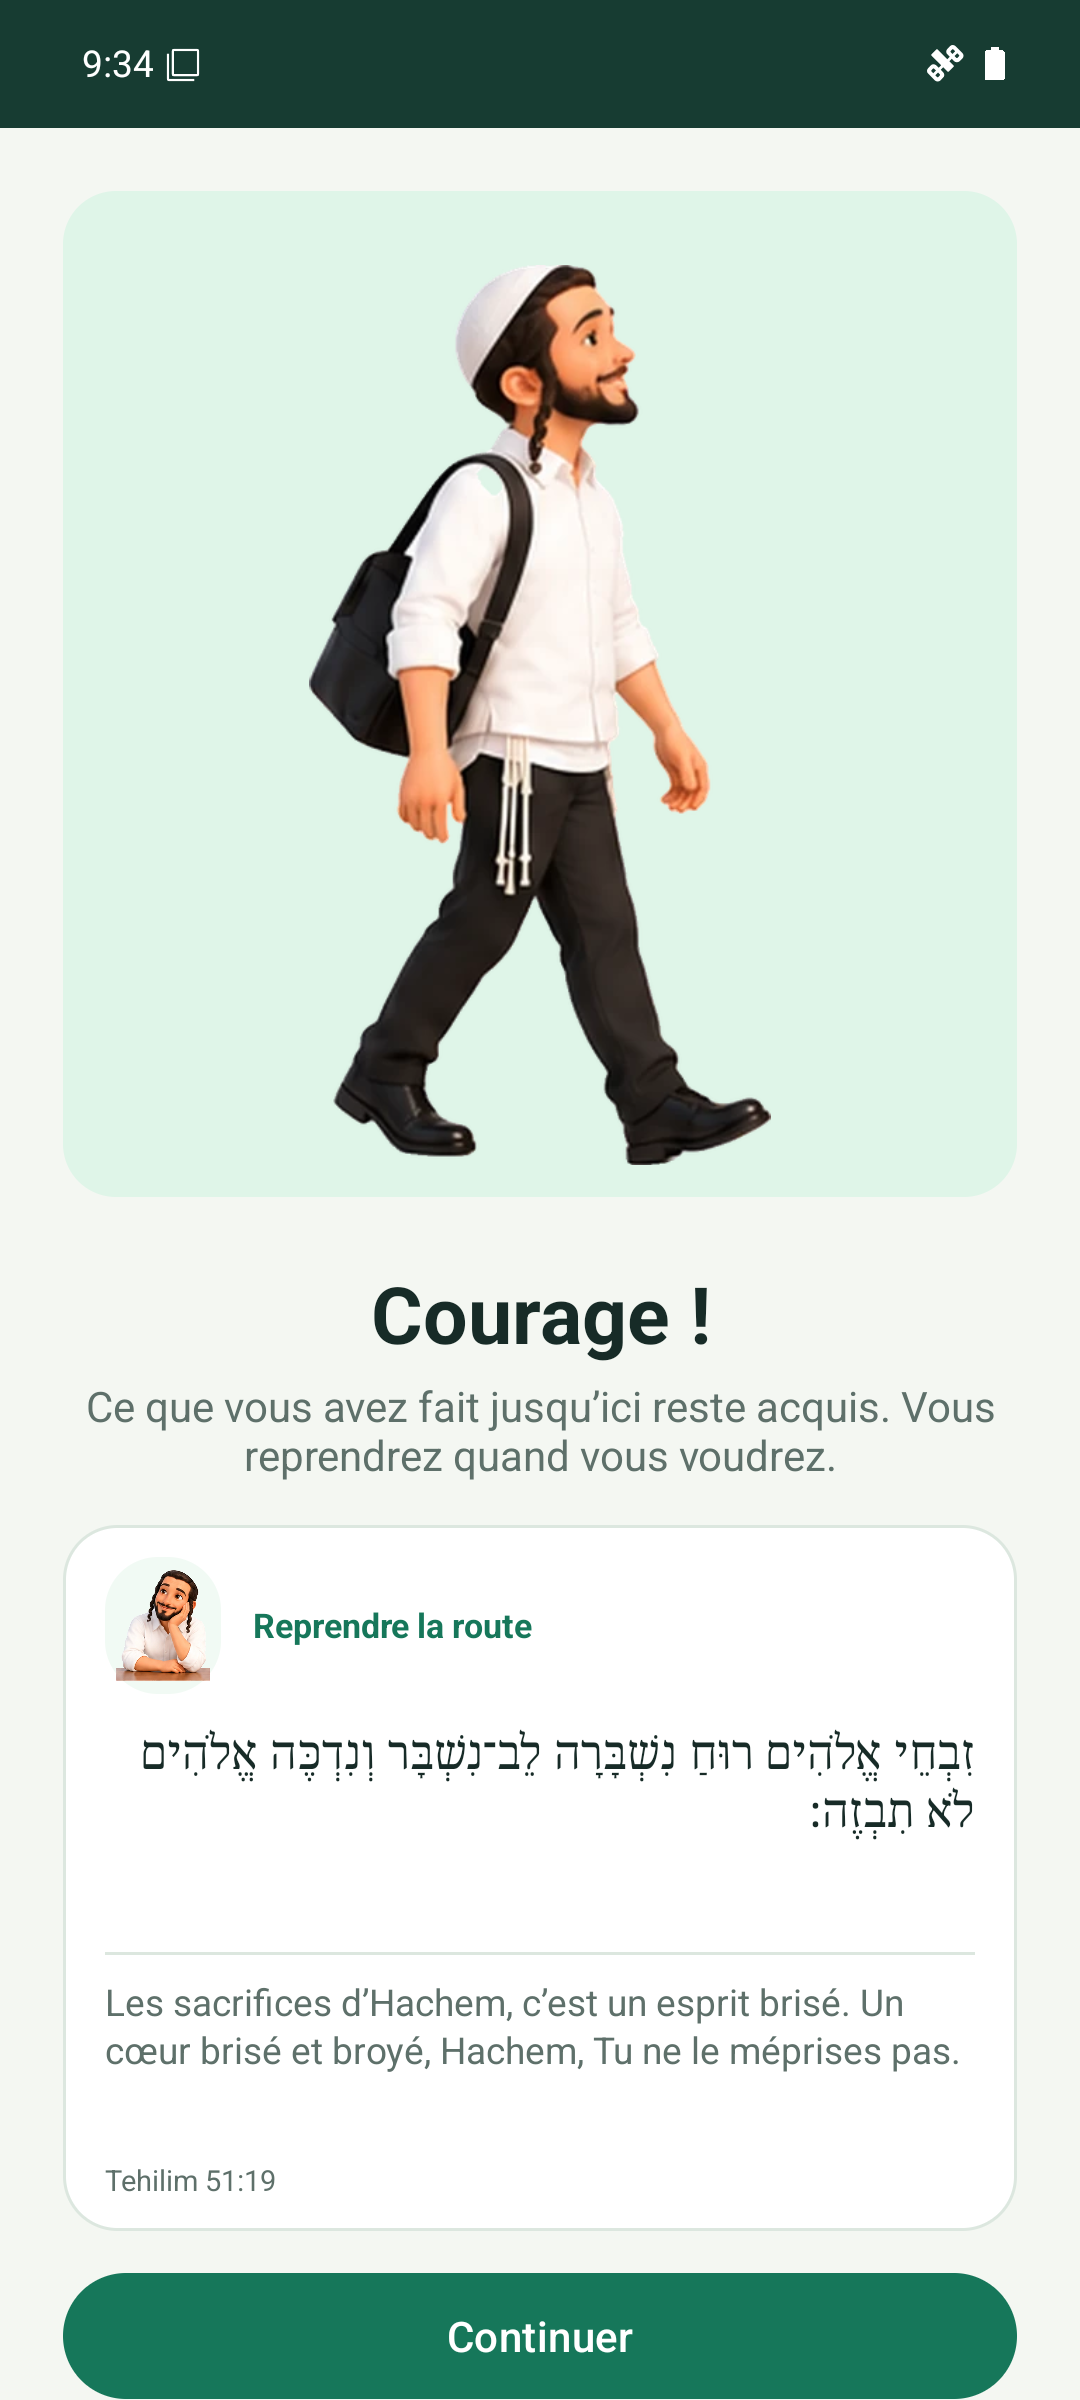 9:34
Courage !
Ce que vous avez fait jusqu’ici reste acquis. Vous
reprendrez quand vous voudrez.
Reprendre la route
זִבְחֵי אֱלֹהִים רוּחַ נִשְׁבָּרָה לֵב־נִשְׁבָּר וְנִדְכֶּה אֱלֹהִים
לֹא תִבְזֶה:
Les sacrifices d’Hachem, c’est un esprit brisé. Un
cœur brisé et broyé, Hachem, Tu ne le méprises pas.
Tehilim 51:19
Continuer